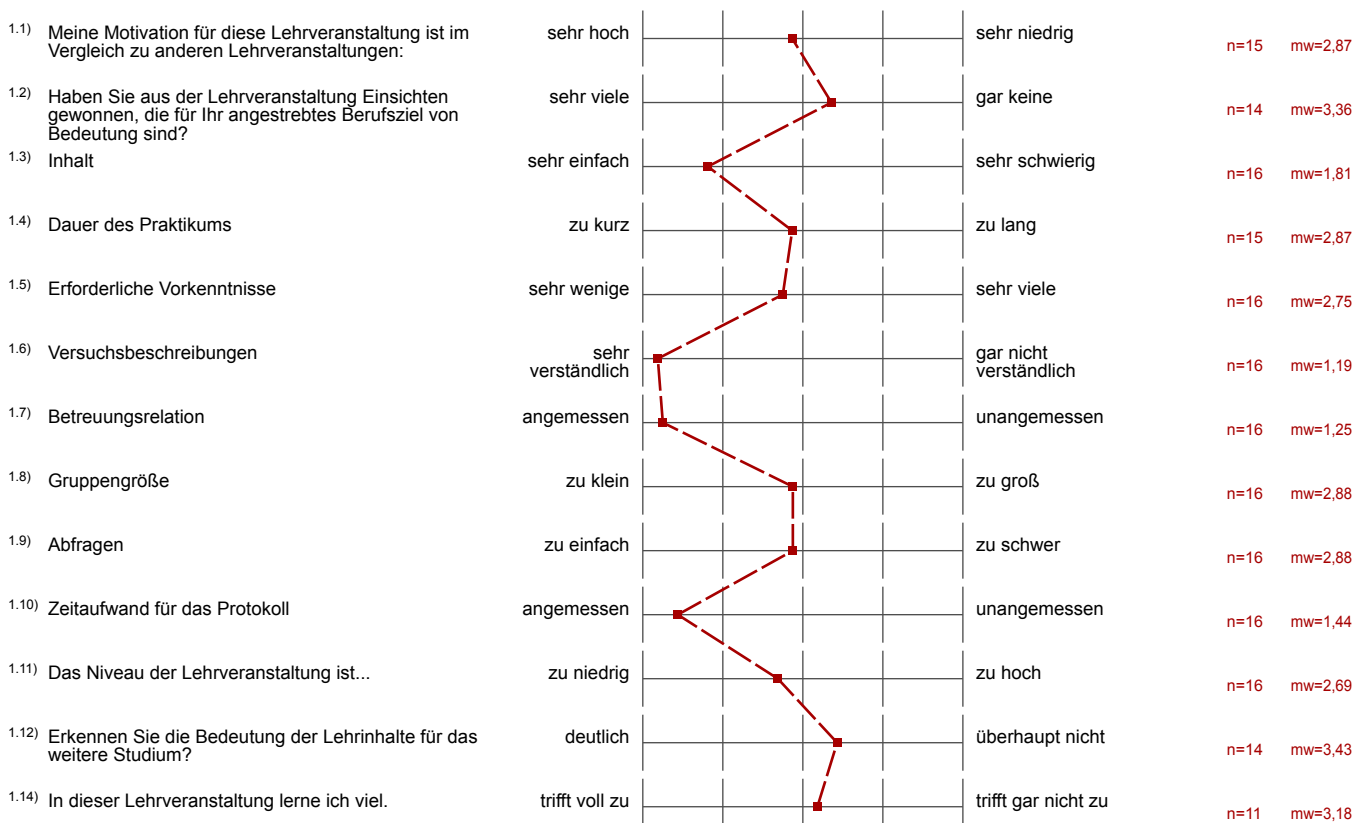 1.1) Meine Motivation für diese Lehrveranstaltung ist im
Vergleich zu anderen Lehrveranstaltungen:
sehr hoch
sehr niedrig
n=15 mw=2,87
1.2) Haben Sie aus der Lehrveranstaltung Einsichten
gewonnen, die für Ihr angestrebtes Berufsziel von
Bedeutung sind?
sehr viele
gar keine
n=14 mw=3,36
1.3) Inhalt
sehr einfach
sehr schwierig
n=16 mw=1,81
1.4) Dauer des Praktikums
zu kurz
zu lang
n=15 mw=2,87
1.5) Erforderliche Vorkenntnisse
sehr wenige
sehr viele
n=16 mw=2,75
1.6) Versuchsbeschreibungen
sehr
verständlich
gar nicht
verständlich
n=16 mw=1,19
1.7) Betreuungsrelation
angemessen
unangemessen
n=16 mw=1,25
1.8) Gruppengröße
zu klein
zu groß
n=16 mw=2,88
1.9) Abfragen
zu einfach
zu schwer
n=16 mw=2,88
1.10) Zeitaufwand für das Protokoll
angemessen
unangemessen
n=16 mw=1,44
1.11) Das Niveau der Lehrveranstaltung ist...
zu niedrig
zu hoch
n=16 mw=2,69
1.12) Erkennen Sie die Bedeutung der Lehrinhalte für das
weitere Studium?
deutlich
überhaupt nicht
n=14 mw=3,43
1.14) In dieser Lehrveranstaltung lerne ich viel.
trifft voll zu
trifft gar nicht zu
n=11 mw=3,18